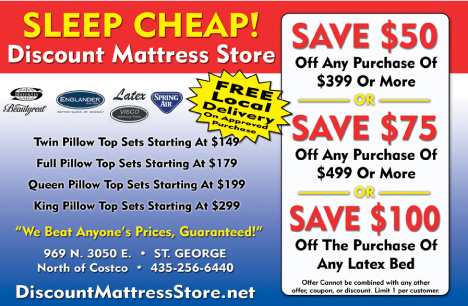 SLEEP CHEAP!
Discount Mattress Store
Beautyrest
ENGLANDER
Latex
VISCO
SPRING AIR
FREE
Local
Delivery
On Approved
Purchase
Twin Pillow Top Sets Starting At $149
Full Pillow Top Sets Starting At $179
Queen Pillow Top Sets Starting At $199
King Pillow Top Sets Starting At $299
"We Beat Anyone's Prices, Guaranteed!"
969 N. 3050 E. • ST. GEORGE
North of Costco • 435-256-6440
DiscountMattressStore.net
SAVE $50
Off Any Purchase Of
$399 Or More
OR
SAVE $75
Off Any Purchase Of
$499 Or More
OR
SAVE $100
Off The Purchase Of
Any Latex Bed
Offer Cannot be combined with any other
offer, coupon, or discount. Limit 1 per customer.